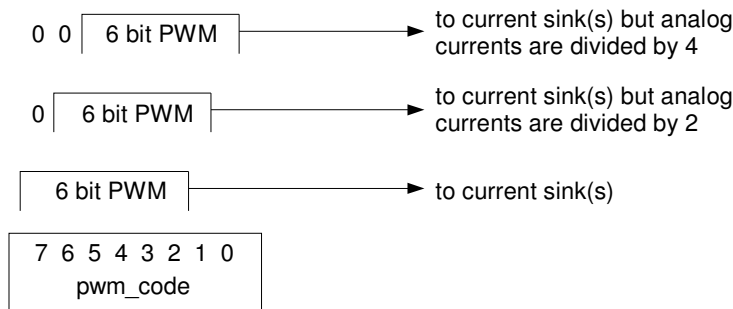 0 0 6 bit PWM to current sink(s) but analog
currents are divided by 4
0 6 bit PWM to current sink(s) but analog
currents are divided by 2
6 bit PWM to current sink(s)
7 6 5 4 3 2 1 0
pwm_code